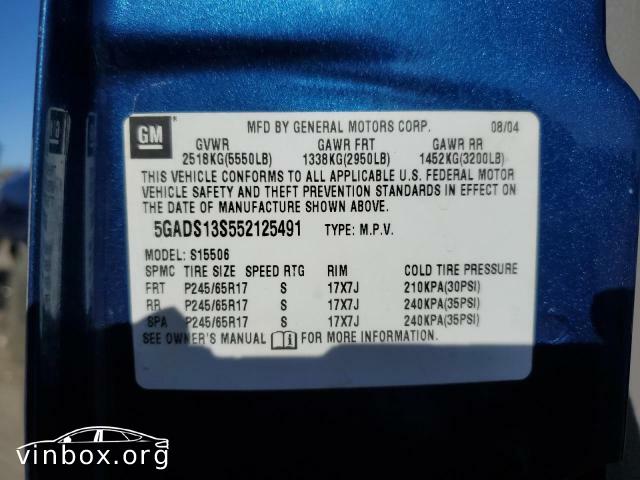 GM MFD BY GENERAL MOTORS CORP. 08/04
GVWR GAWR FRT GAWR RR
2518KG(5550LB) 1338KG(2950LB) 1452KG(3200LB)
THIS VEHICLE CONFORMS TO ALL APPLICABLE U.S. FEDERAL MOTOR
VEHICLE SAFETY AND THEFT PREVENTION STANDARDS IN EFFECT ON
THE DATE OF MANUFACTURE SHOWN ABOVE.
5GADS13S552125491 TYPE: M.P.V.
MODEL: S15506
SPMC TIRE SIZE SPEED RTG RIM COLD TIRE PRESSURE
FRT P245/65R17 S 17X7J 210KPA(30PSI)
RR P245/65R17 S 17X7J 240KPA(35PSI)
SPA P245/65R17 S 17X7J 240KPA(35PSI)
SEE OWNER'S MANUAL FOR MORE INFORMATION.
vinbox.org